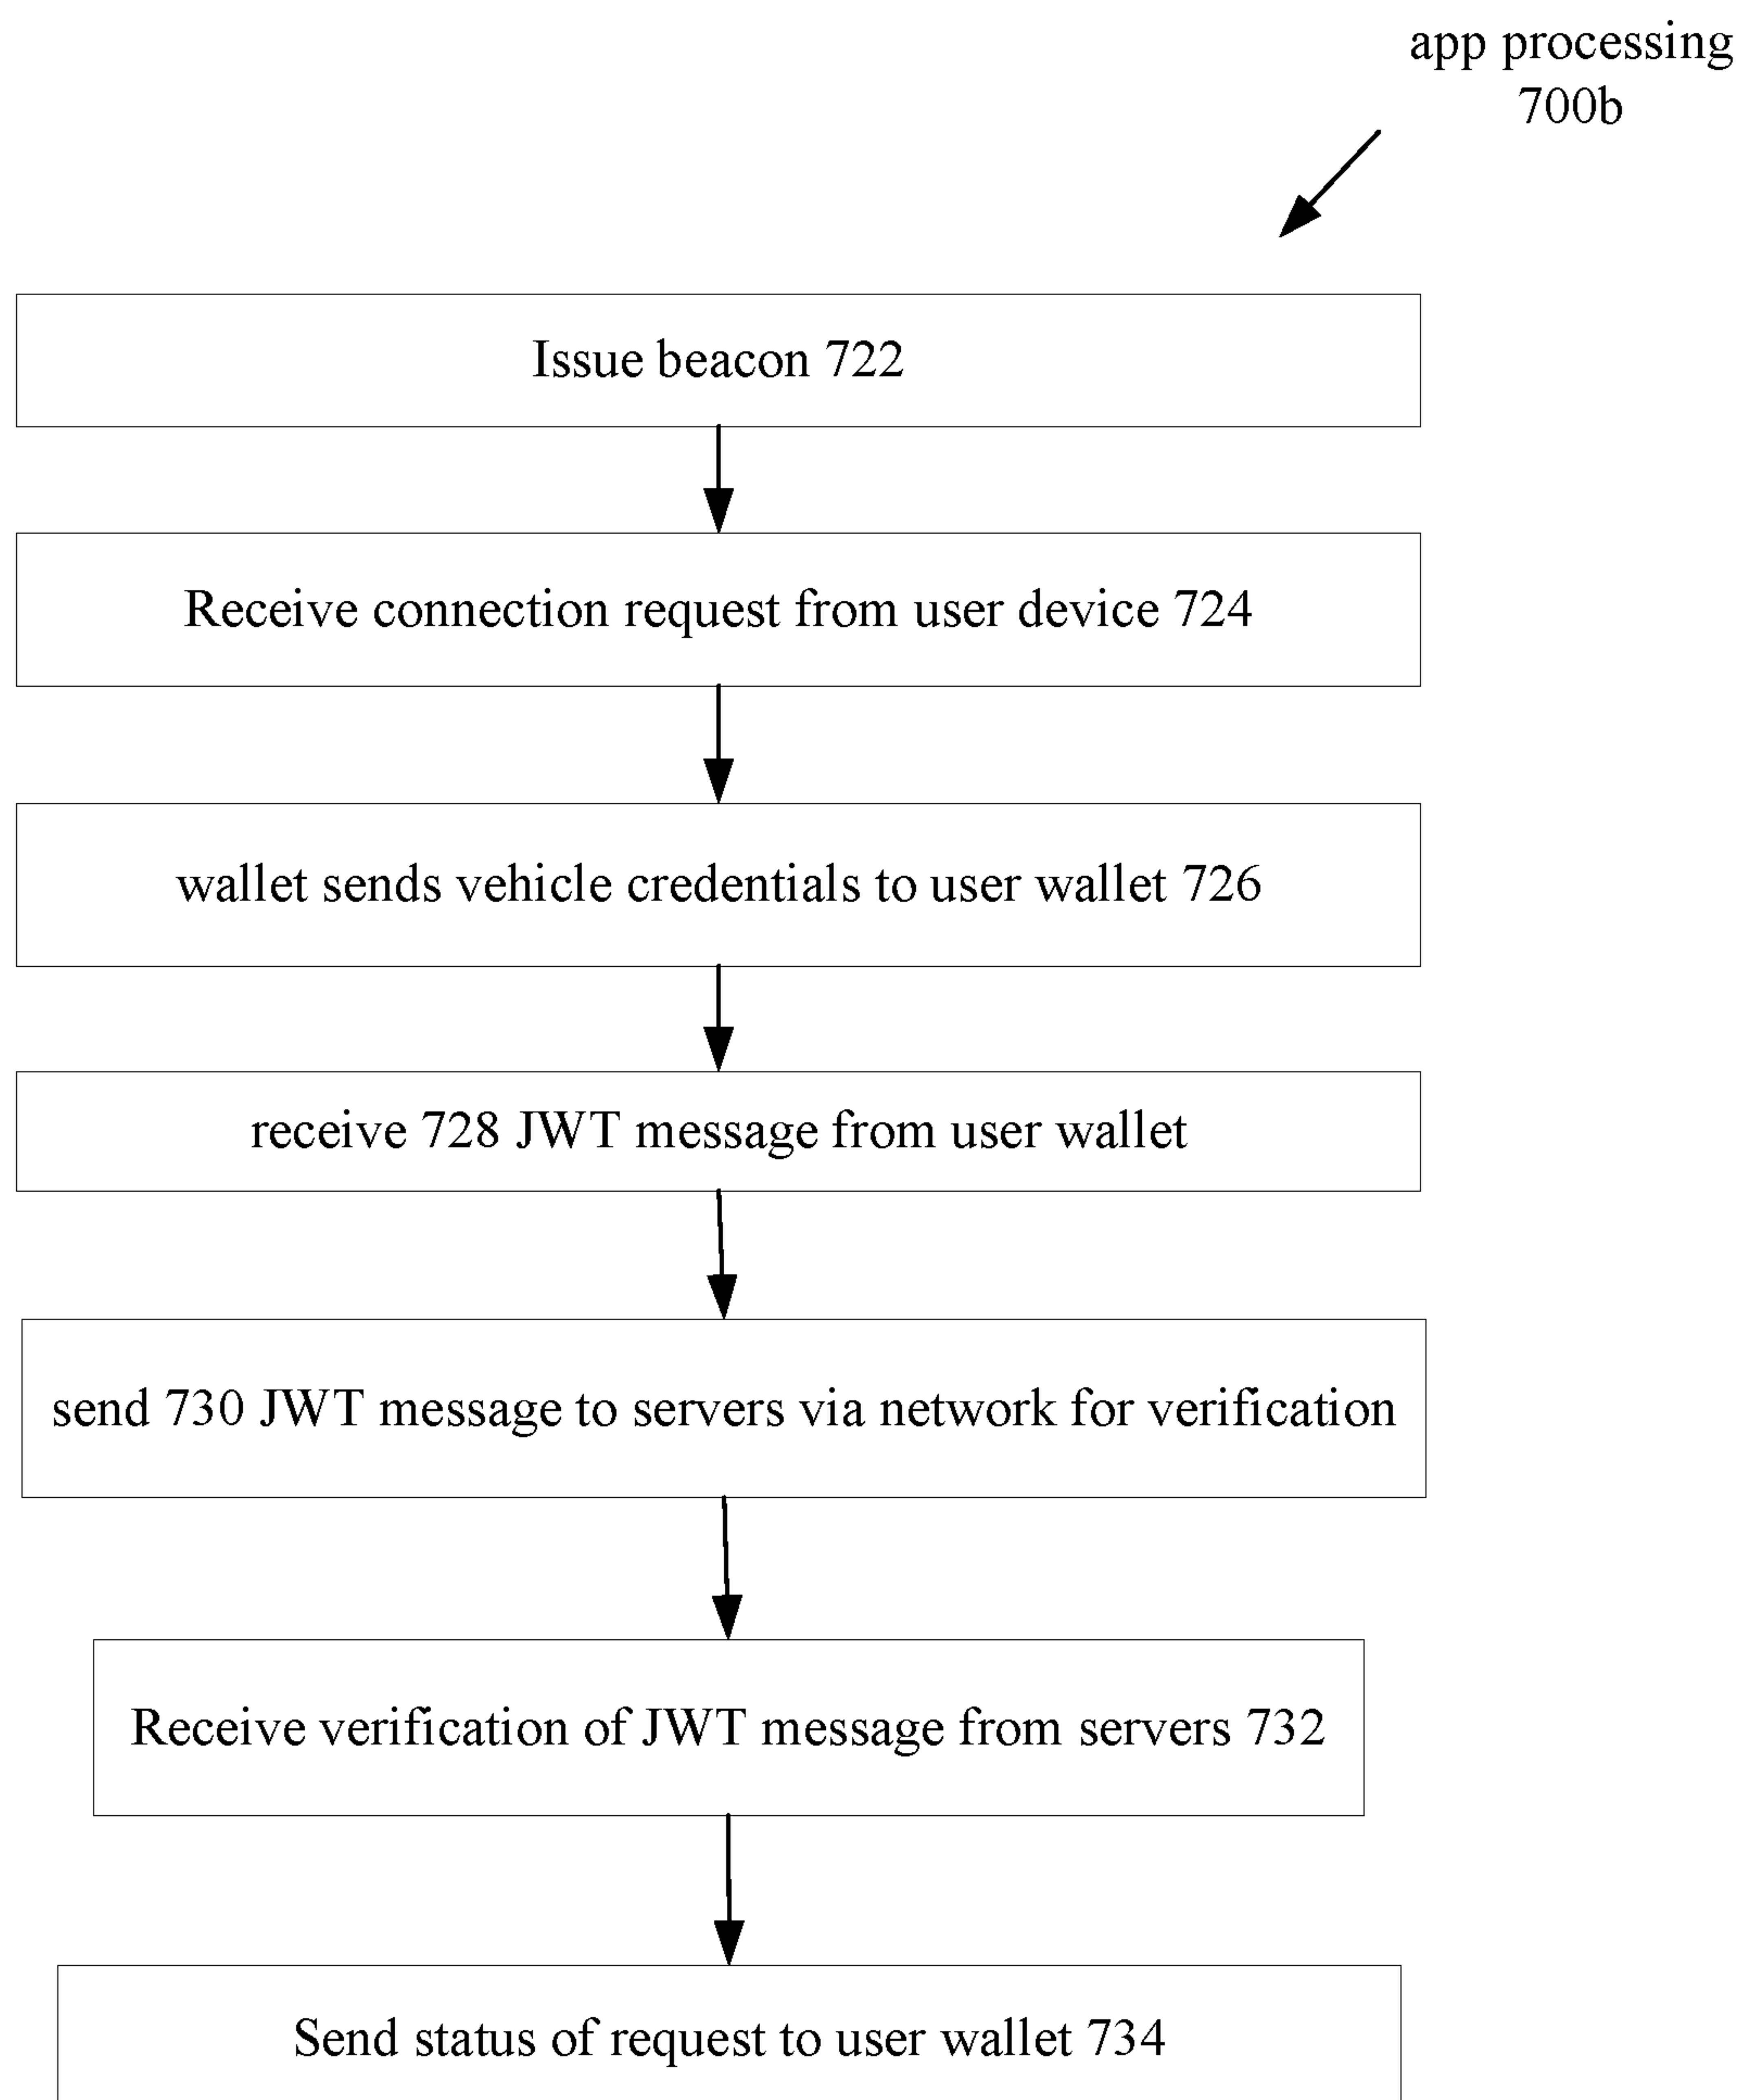 app processing
700b
Issue beacon 722
Receive connection request from user device 724
wallet sends vehicle credentials to user wallet 726
receive 728 JWT message from user wallet
send 730 JWT message to servers via network for verification
Receive verification of JWT message from servers 732
Send status of request to user wallet 734